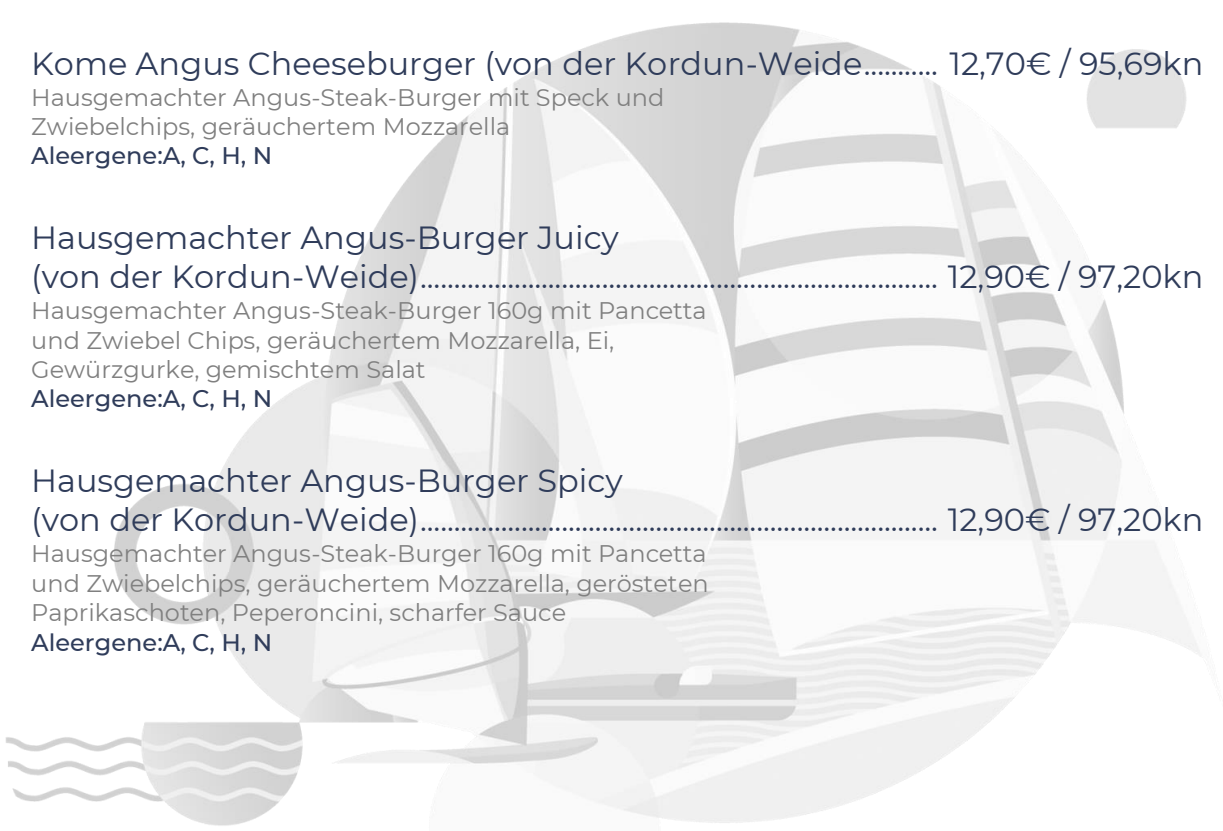 Kome Angus Cheeseburger (von der Kordun-Weide........... 12,70€ / 95,69kn
Hausgemachter Angus-Steak-Burger mit Speck und
Zwiebelchips, geräuchertem Mozzarella
Aleergene:A, C, H, N
Hausgemachter Angus-Burger Juicy
(von der Kordun-Weide)................................................................................ 12,90€ / 97,20kn
Hausgemachter Angus-Steak-Burger 160g mit Pancetta
und Zwiebel Chips, geräuchertem Mozzarella, Ei,
Gewürzgurke, gemischtem Salat
Aleergene:A, C, H, N
Hausgemachter Angus-Burger Spicy
(von der Kordun-Weide)................................................................................ 12,90€ / 97,20kn
Hausgemachter Angus-Steak-Burger 160g mit Pancetta
und Zwiebelchips, geräuchertem Mozzarella, gerösteten
Paprikaschoten, Peperoncini, scharfer Sauce
Aleergene:A, C, H, N